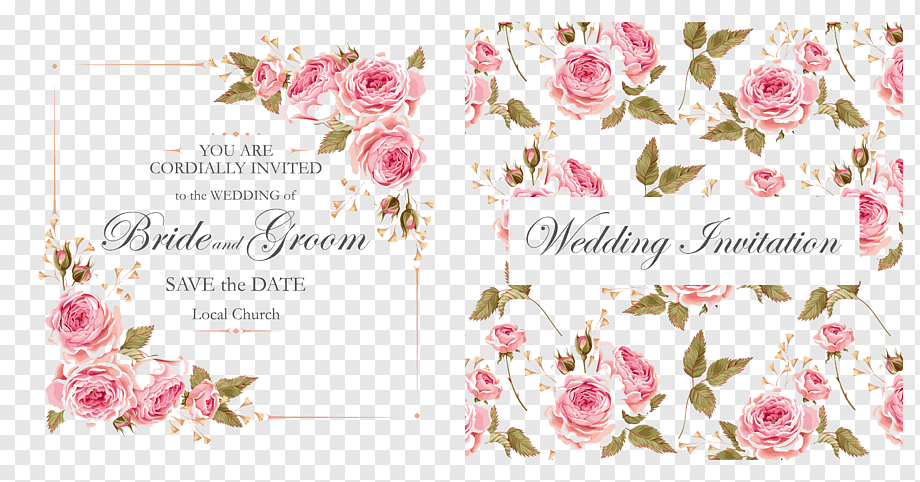 YOU ARE
CORDIALLY INVITED
to the WEDDING of
Bride and Groom
SAVE the DATE
Local Church
Wedding Invitation